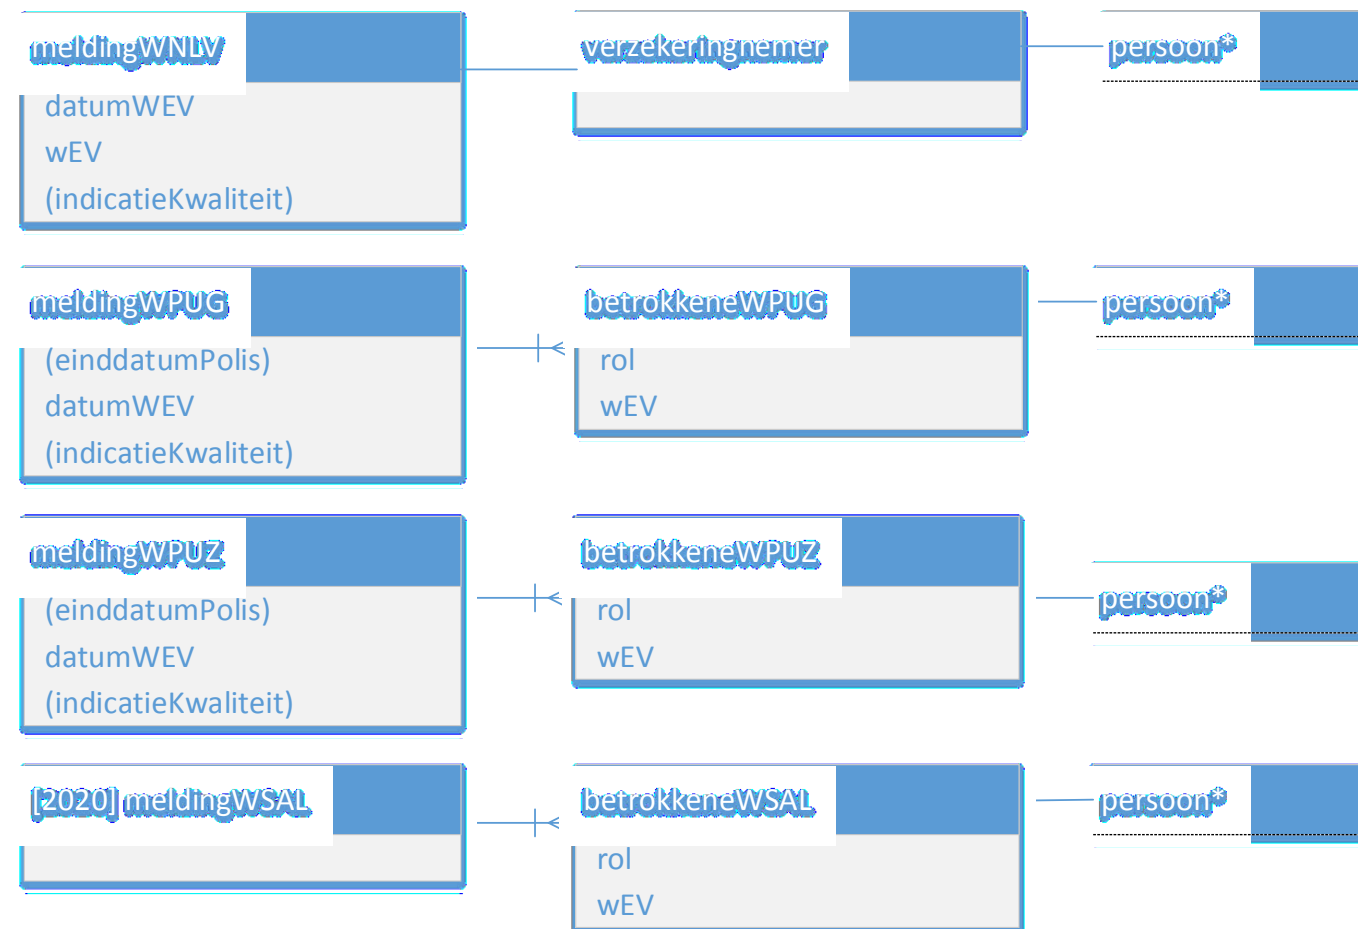 meldingWNLV
datumWEV
wEV
(indicatieKwaliteit)
verzekeringnemer
persoon*
meldingWPUG
(einddatumPolis)
datumWEV
(indicatieKwaliteit)
betrokkeneWPUG
rol
wEV
persoon*
meldingWPUZ
(einddatumPolis)
datumWEV
(indicatieKwaliteit)
betrokkeneWPUZ
rol
wEV
persoon*
[2020] meldingWSAL
betrokkeneWSAL
rol
wEV
persoon*